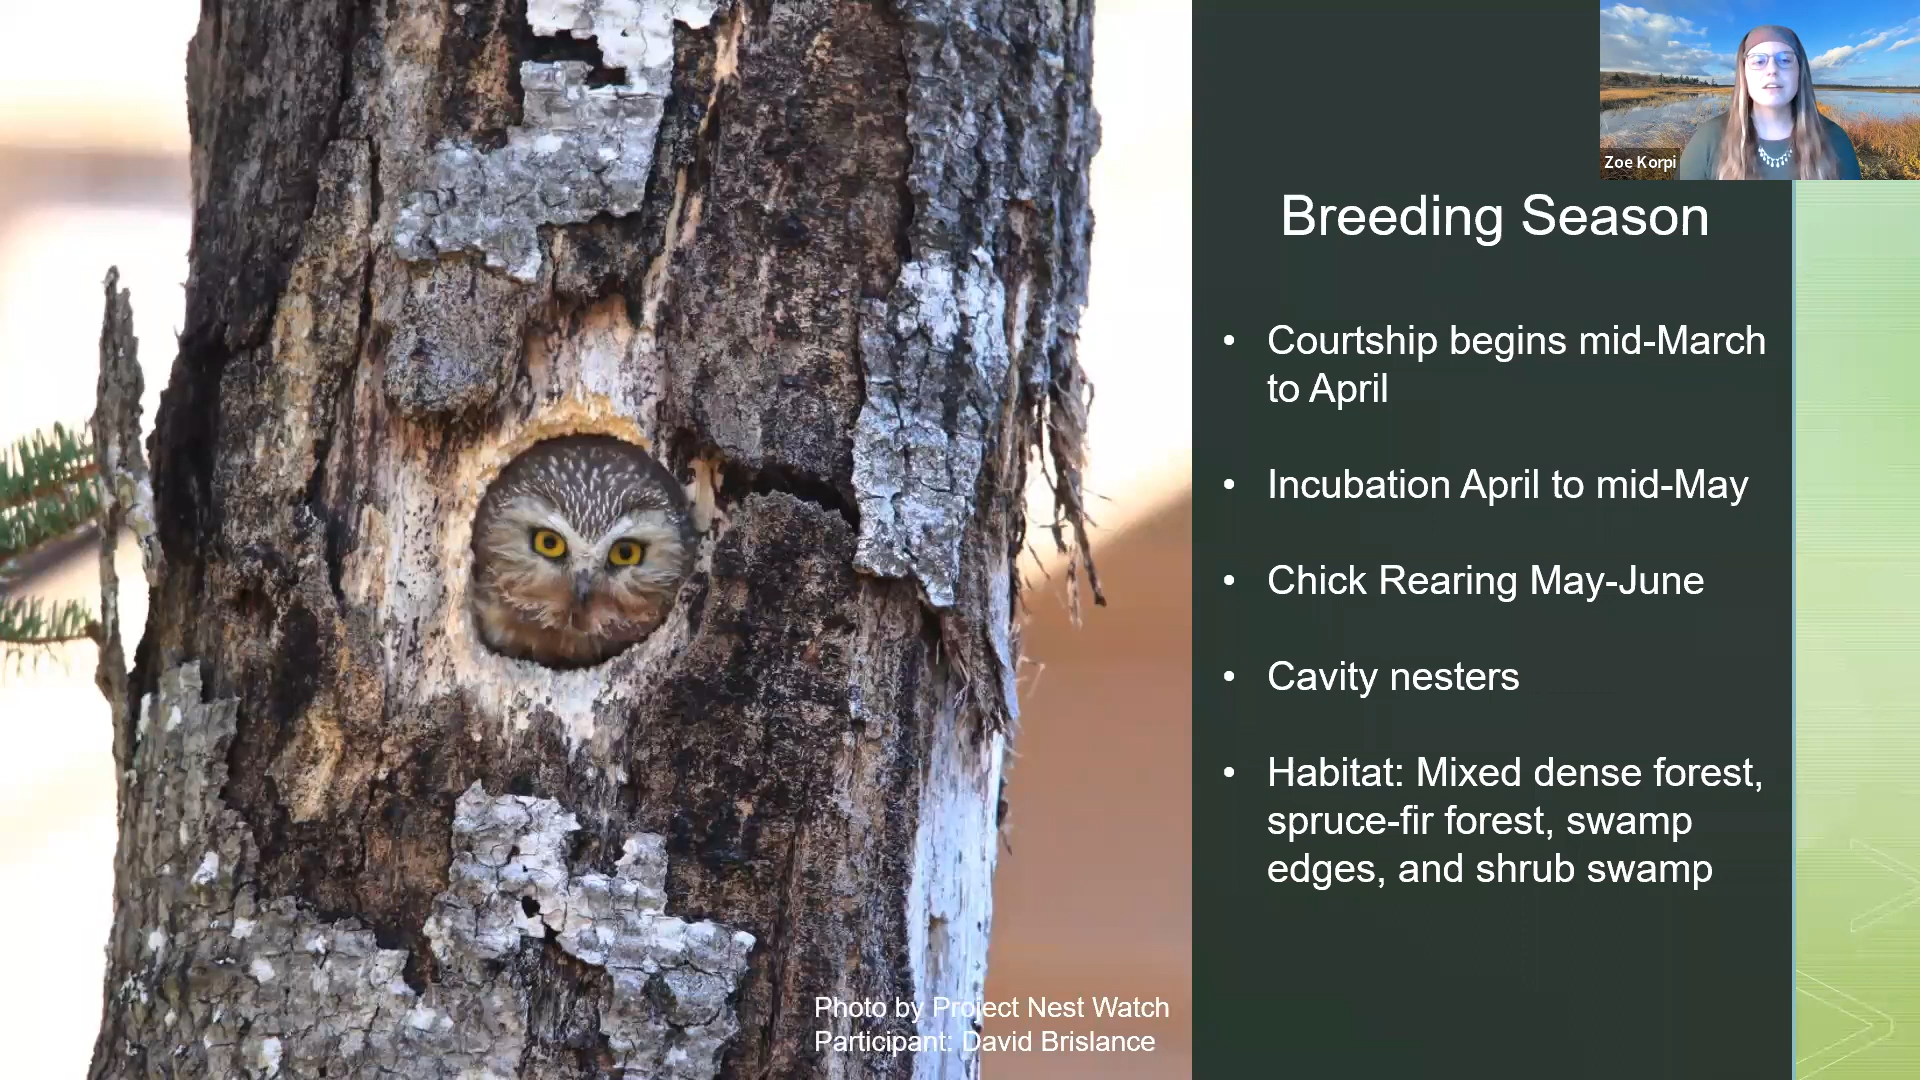 Zoe Korpi
Breeding Season
• Courtship begins mid-March
to April
• Incubation April to mid-May
• Chick Rearing May-June
• Cavity nesters
• Habitat: Mixed dense forest,
spruce-fir forest, swamp
edges, and shrub swamp
Photo by Project Nest Watch
Participant: David Brislance